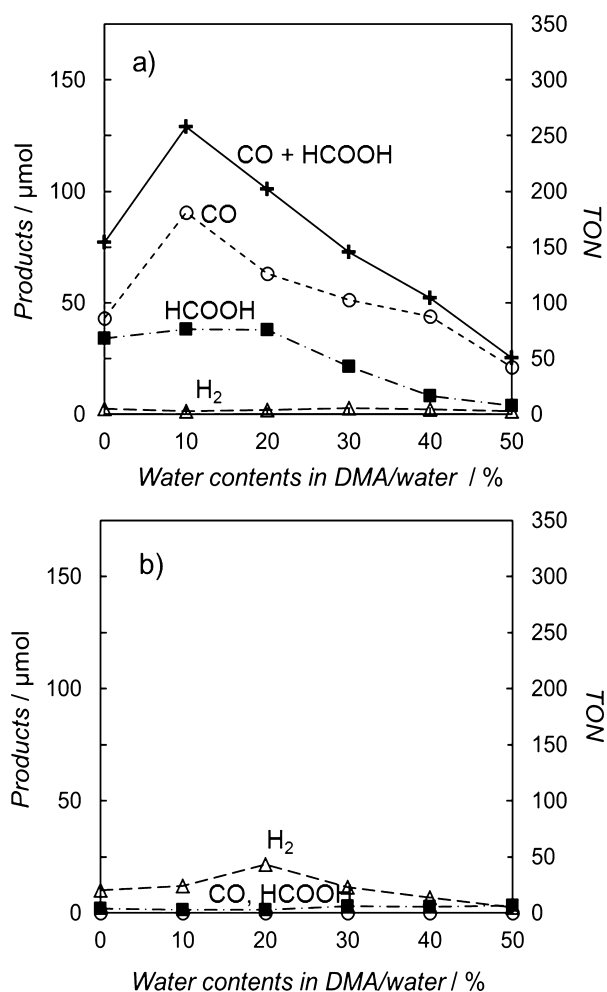 a)
150
100
50
0
350
300
250
200
150
100
50
0
CO + HCOOH
CO
HCOOH
H2
Products / µmol
TON
0 10 20 30 40 50
Water contents in DMA/water / %
b)
150
100
50
0
350
300
250
200
150
100
50
0
H2
CO, HCOOH
Products / µmol
TON
0 10 20 30 40 50
Water contents in DMA/water / %